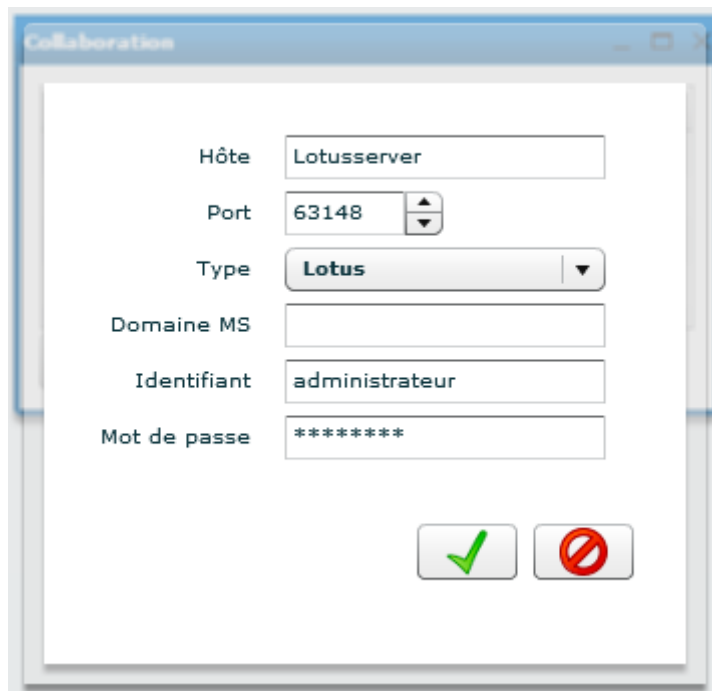 Collaboration
Hôte Lotusserver
Port 63148
Type Lotus
Domaine MS
Identifiant administrateur
Mot de passe ********